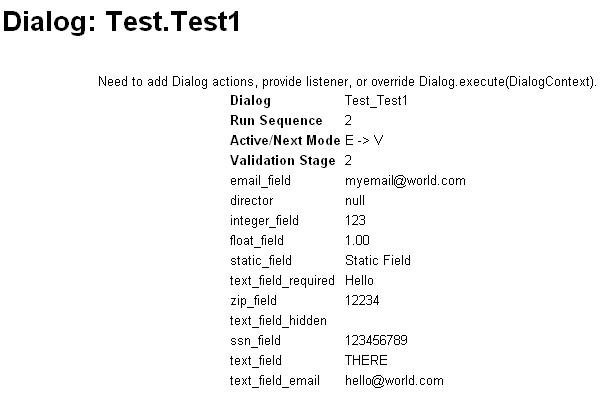 Dialog: Test.Test1
Need to add Dialog actions, provide listener, or override Dialog.execute(DialogContext).
Dialog Test_Test1
Run Sequence 2
Active/Next Mode E -> V
Validation Stage 2
email_field myemail@world.com
director null
integer_field 123
float_field 1.00
static_field Static Field
text_field_required Hello
zip_field 12234
text_field_hidden
ssn_field 123456789
text_field THERE
text_field_email hello@world.com